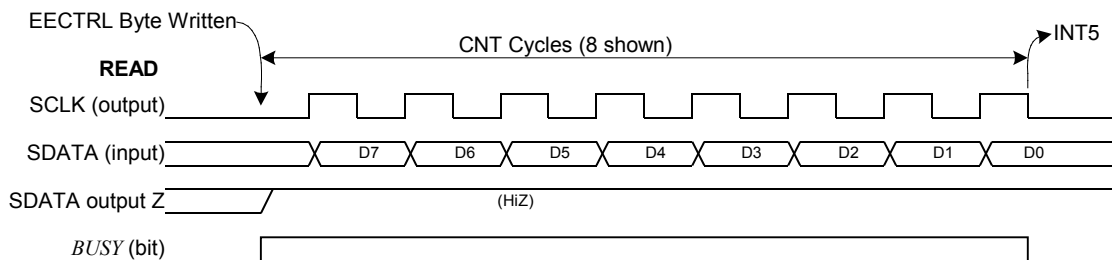 EECTRL Byte Written
INT5
CNT Cycles (8 shown)
READ
SCLK (output)
SDATA (input)
D7 D6 D5 D4 D3 D2 D1 D0
SDATA output Z
(HiZ)
BUSY (bit)